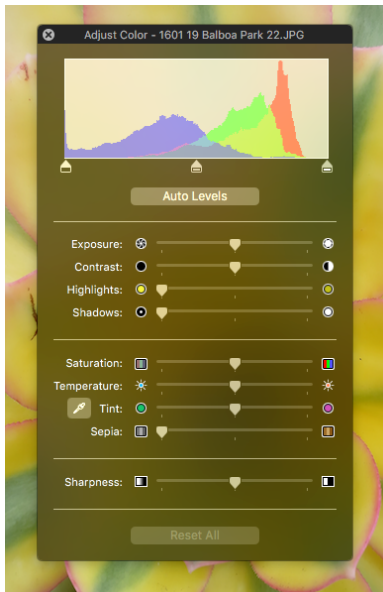 Adjust Color - 1601 19 Balboa Park 22.JPG
Auto Levels
Exposure:
Contrast:
Highlights:
Shadows:
Saturation:
Temperature:
Tint:
Sepia:
Sharpness:
Reset All